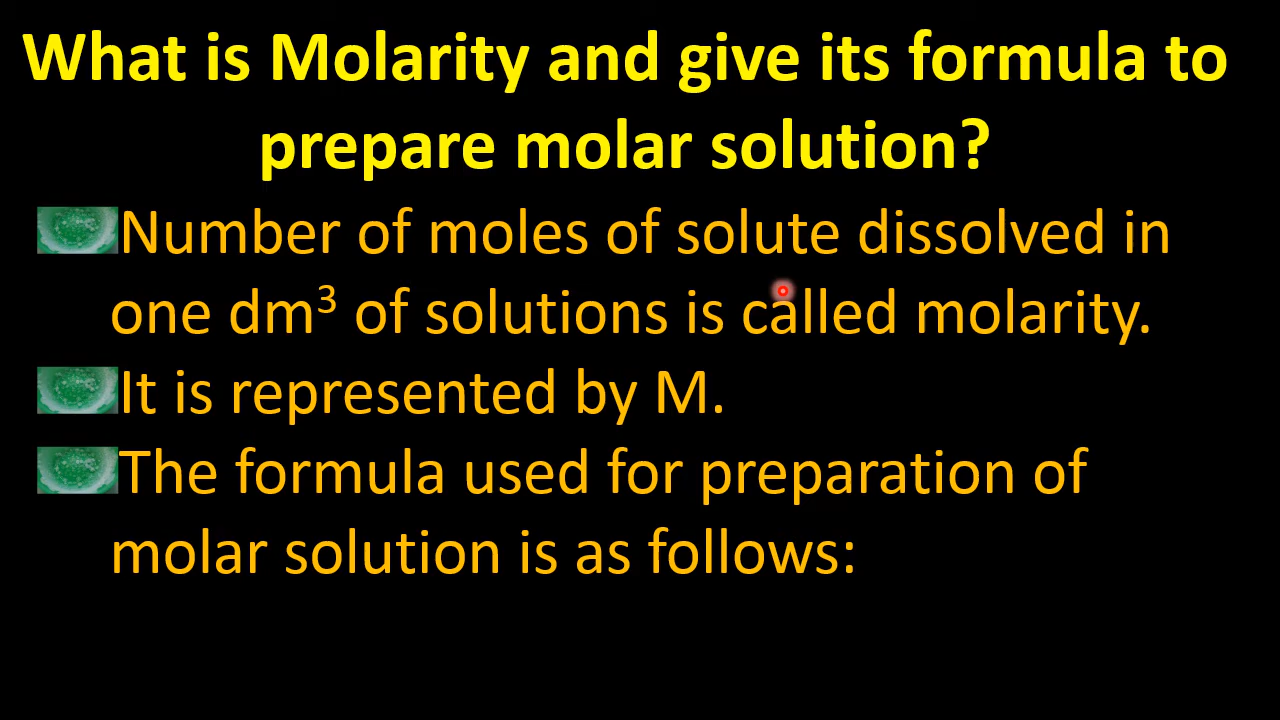 What is Molarity and give its formula to
prepare molar solution?
Number of moles of solute dissolved in
one dm³ of solutions is called molarity.
It is represented by M.
The formula used for preparation of
molar solution is as follows: